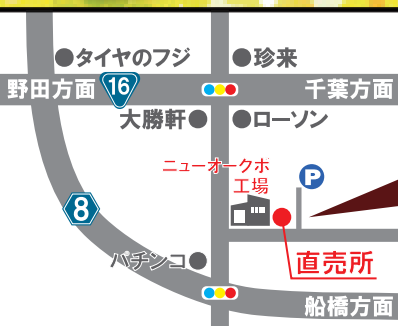 タイヤのフジ
珍来
野田方面
16
千葉方面
大勝軒
ローソン
ニューオークボ
工場
P
8
直売所
パチンコ
船橋方面